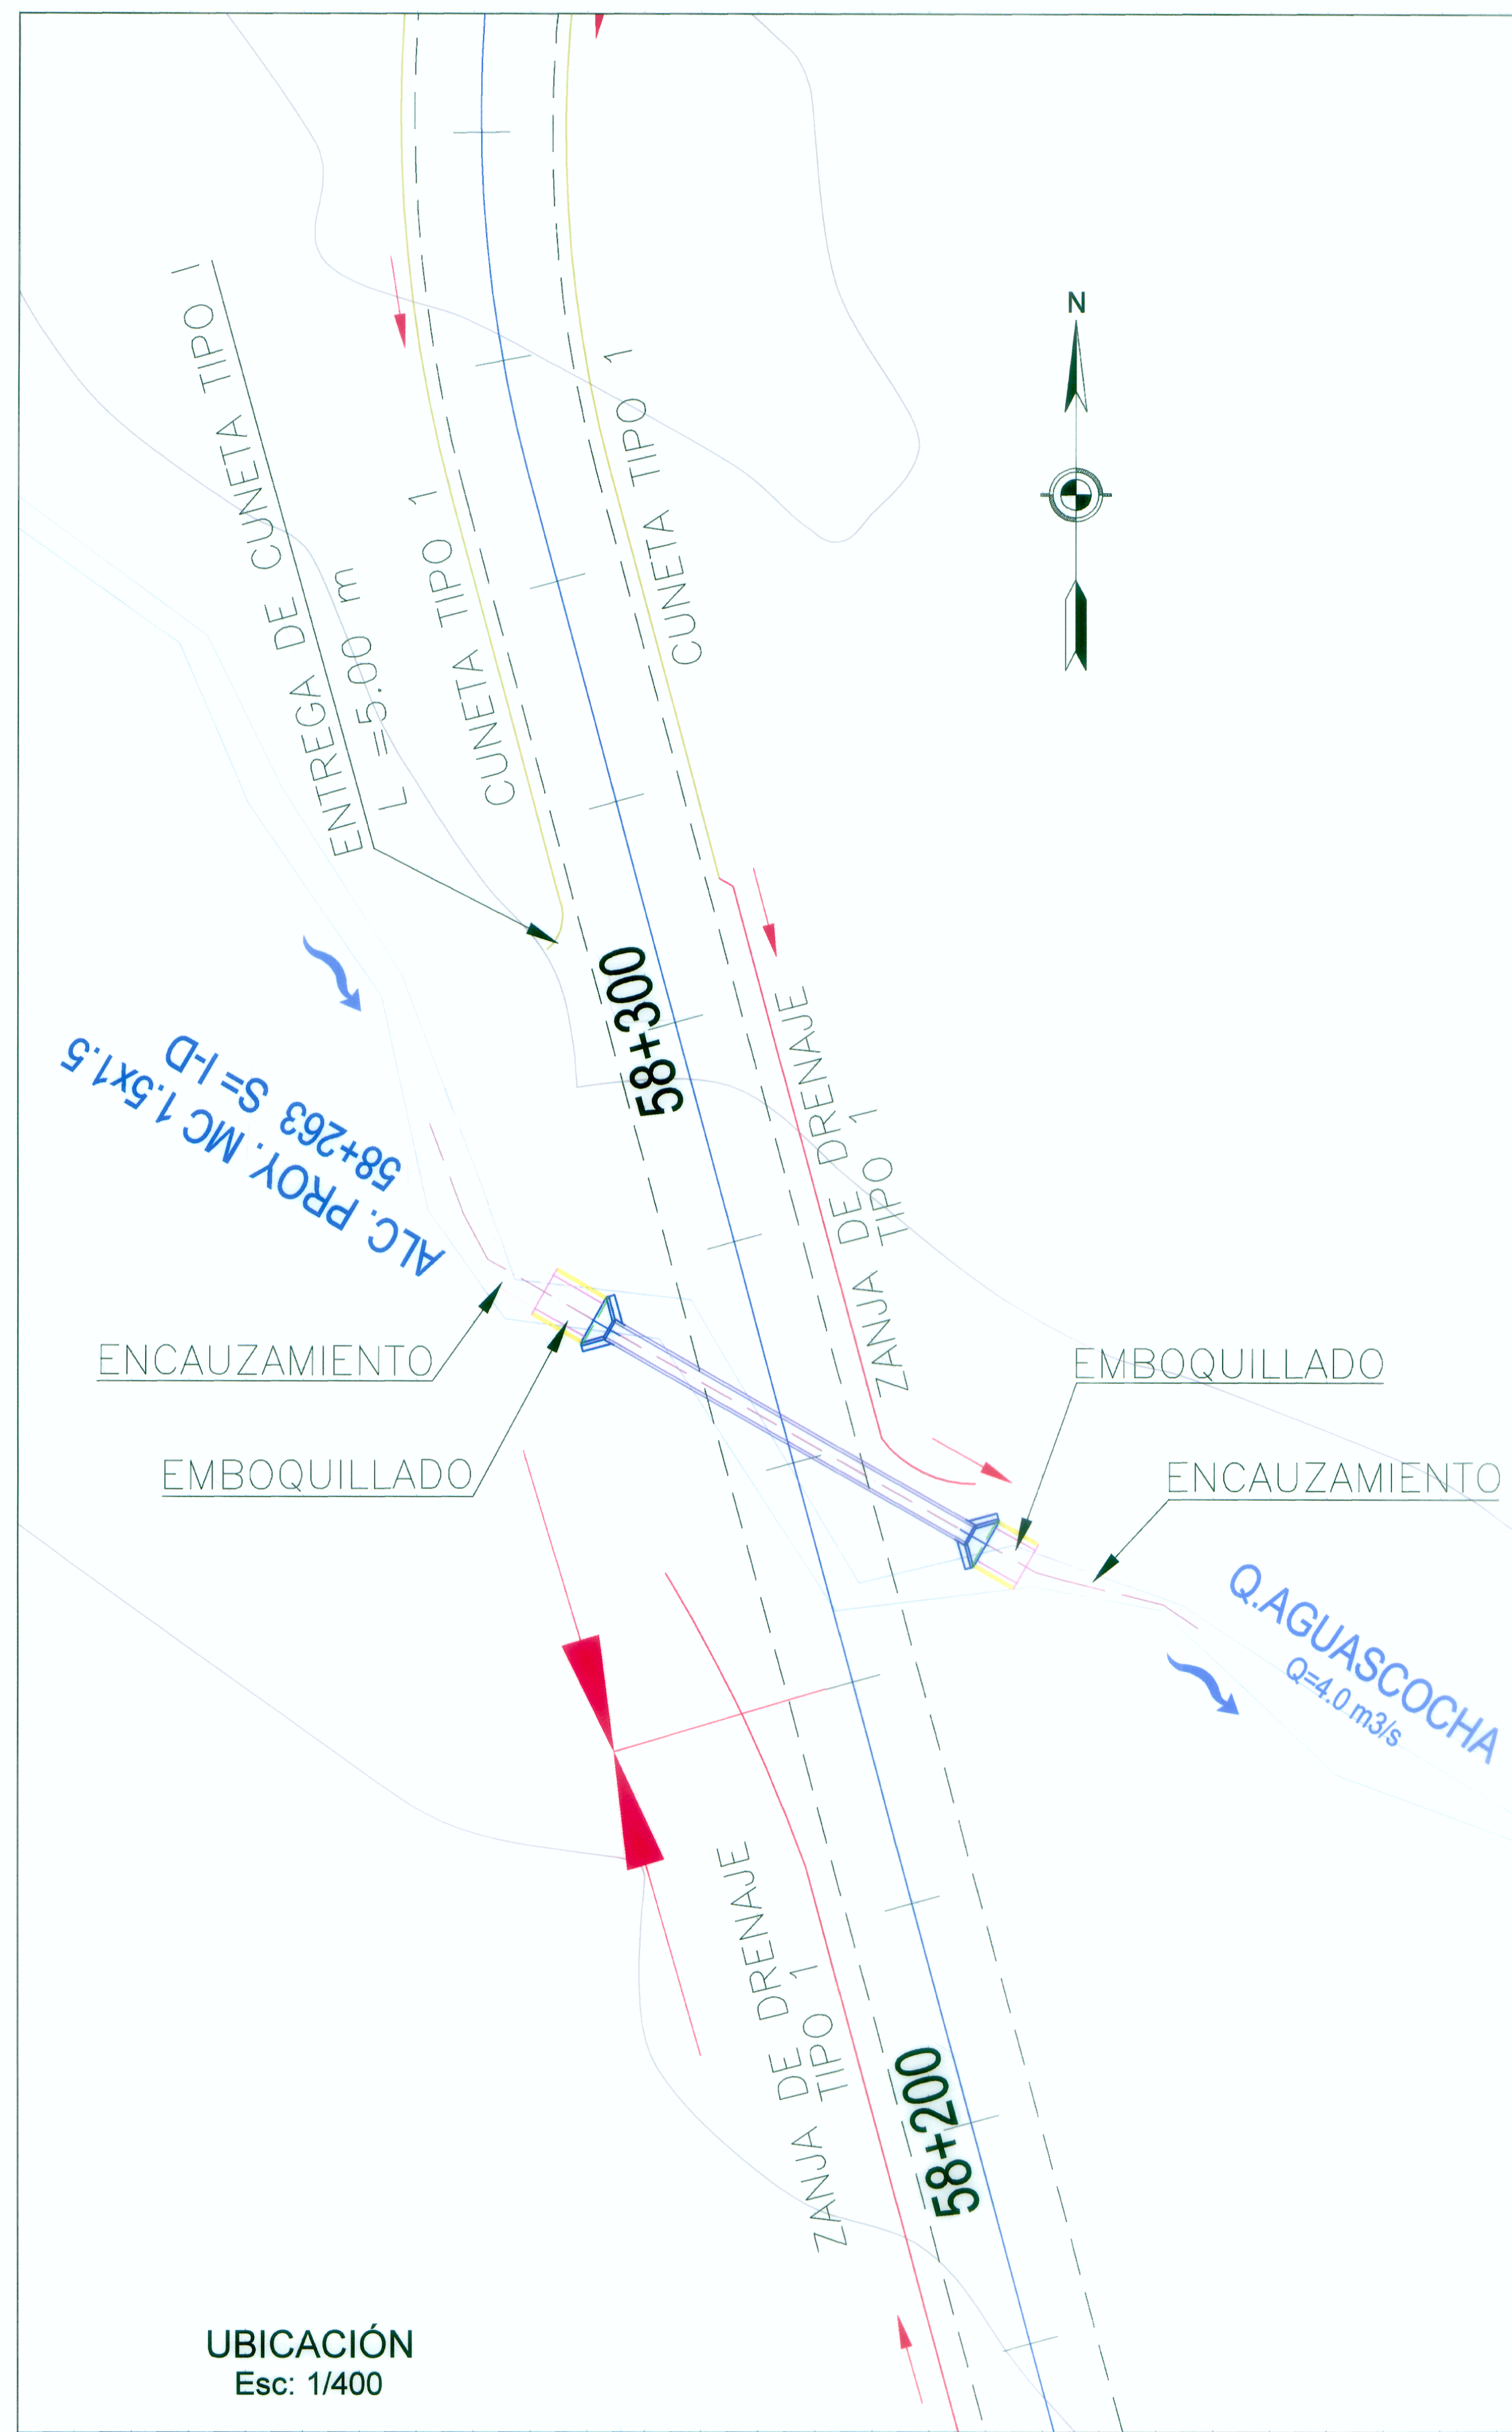 N
ENTREGA DE CUNETA TIPO I
L =5.00 m
CUNETA TIPO 1
CUNETA TIPO 1
58+300
ZANJA DE DRENAJE
TIPO 1
ALC. PROY. MC 1.5x1.5
58+263 S= I-D
ENCAUZAMIENTO
EMBOQUILLADO
EMBOQUILLADO
ENCAUZAMIENTO
Q.AGUASCOCHA
Q=4.0 m3/s
ZANJA DE DRENAJE
TIPO 1
58+200
UBICACIÓN
Esc: 1/400